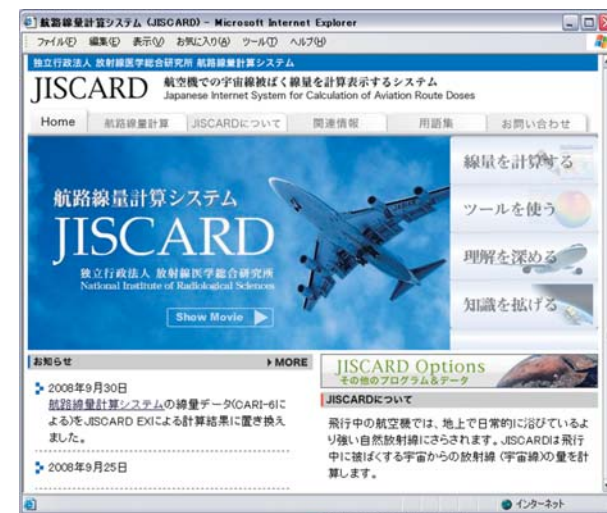 航路線量計算システム (JISCARD) - Microsoft Internet Explorer
ファイル(F) 編集(E) 表示(V) お気に入り(A) ツール(T) ヘルプ(H)
独立行政法人 放射線医学総合研究所 航路線量計算システム
JISCARD
航空機での宇宙線被ばく線量を計算表示するシステム
Japanese Internet System for Calculation of Aviation Route Doses
Home 航路線量計算 JISCARDについて 関連情報 用語集 お問い合わせ
航路線量計算システム
JISCARD
独立行政法人 放射線医学総合研究所
National Institute of Radiological Sciences
Show Movie
線量を計算する
ツールを使う
理解を深める
知識を拡げる
お知らせ MORE
2008年9月30日
航路線量計算システムの線量データ(CARI-6に
よる)をJISCARD EXによる計算結果に置き換え
ました。
2008年9月25日
JISCARD Options
その他のプログラム&データ
JISCARDについて
飛行中の航空機では、地上で日常的に浴びているよ
り強い自然放射線にさらされます。JISCARDは飛行
中に被ばくする宇宙からの放射線 (宇宙線)の量を計
算します。
インターネット